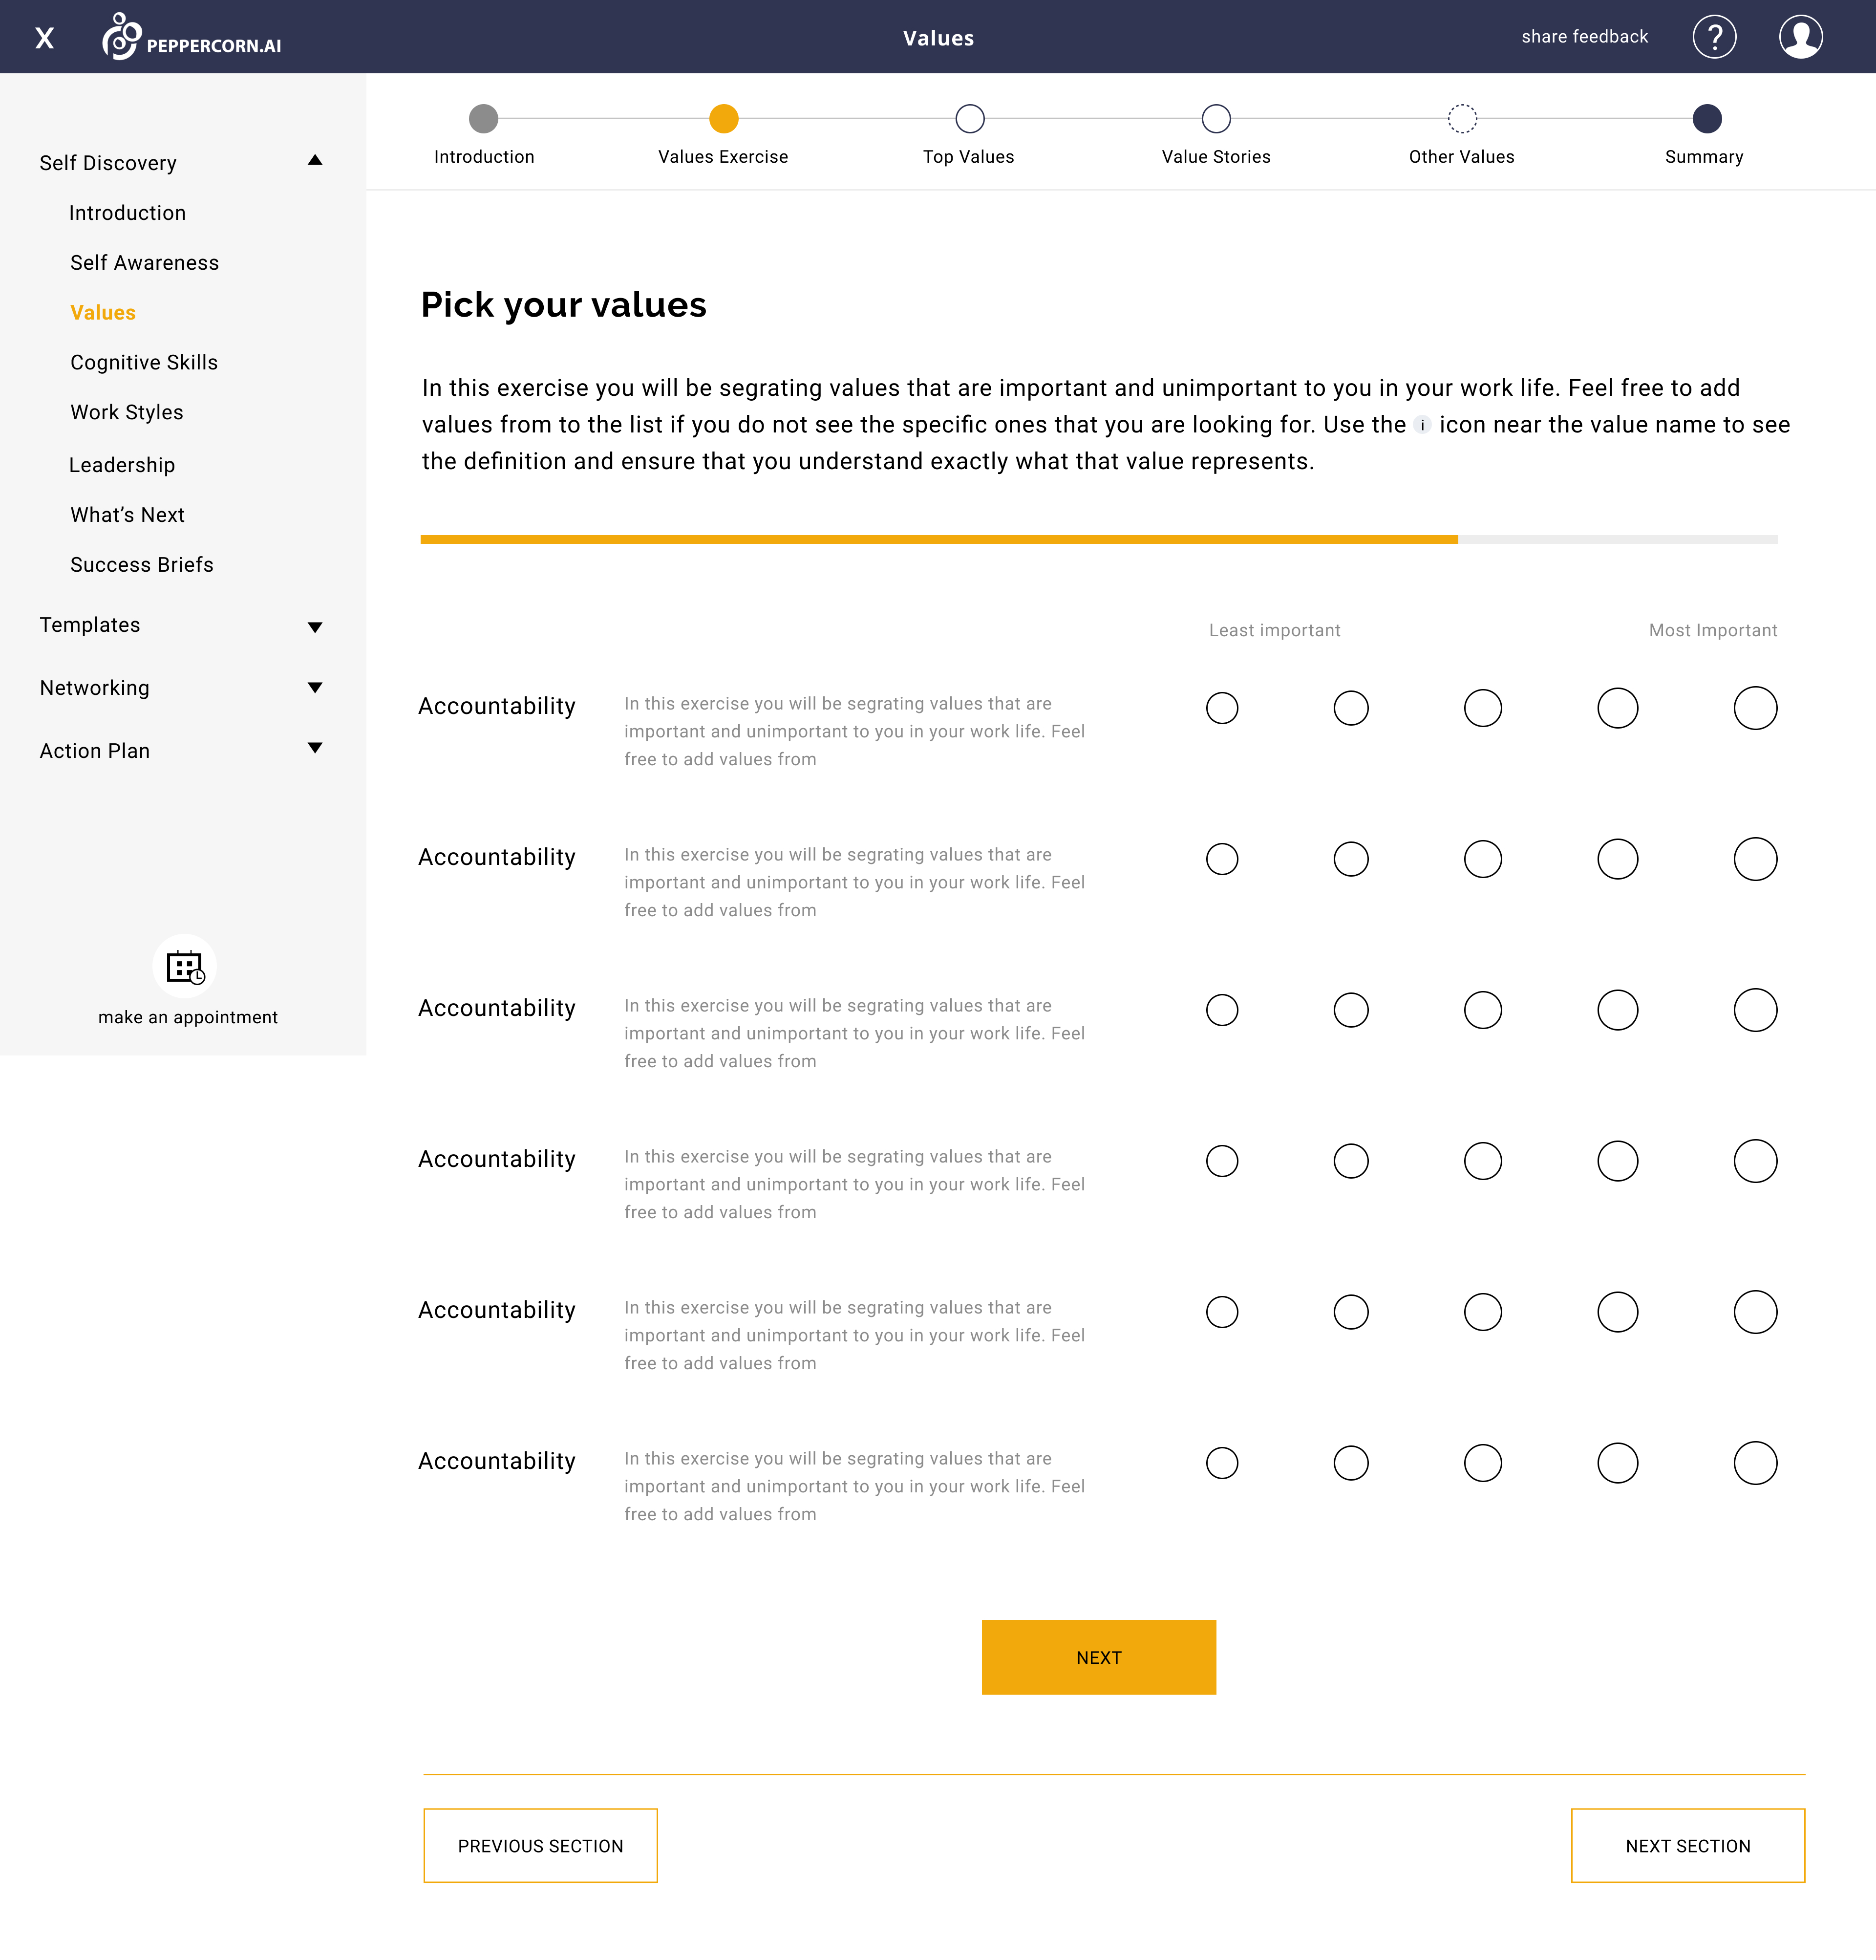 X
PEPPERCORN.AI
Values
share feedback
?
Introduction
Values Exercise
Top Values
Value Stories
Other Values
Summary
Self Discovery
Introduction
Self Awareness
Values
Cognitive Skills
Work Styles
Leadership
What’s Next
Success Briefs
Templates
Networking
Action Plan
make an appointment
Pick your values
In this exercise you will be segrating values that are important and unimportant to you in your work life. Feel free to add
values from to the list if you do not see the specific ones that you are looking for. Use the i icon near the value name to see
the definition and ensure that you understand exactly what that value represents.
Least important
Most Important
Accountability
In this exercise you will be segrating values that are
important and unimportant to you in your work life. Feel
free to add values from
Accountability
In this exercise you will be segrating values that are
important and unimportant to you in your work life. Feel
free to add values from
Accountability
In this exercise you will be segrating values that are
important and unimportant to you in your work life. Feel
free to add values from
Accountability
In this exercise you will be segrating values that are
important and unimportant to you in your work life. Feel
free to add values from
Accountability
In this exercise you will be segrating values that are
important and unimportant to you in your work life. Feel
free to add values from
Accountability
In this exercise you will be segrating values that are
important and unimportant to you in your work life. Feel
free to add values from
NEXT
PREVIOUS SECTION
NEXT SECTION